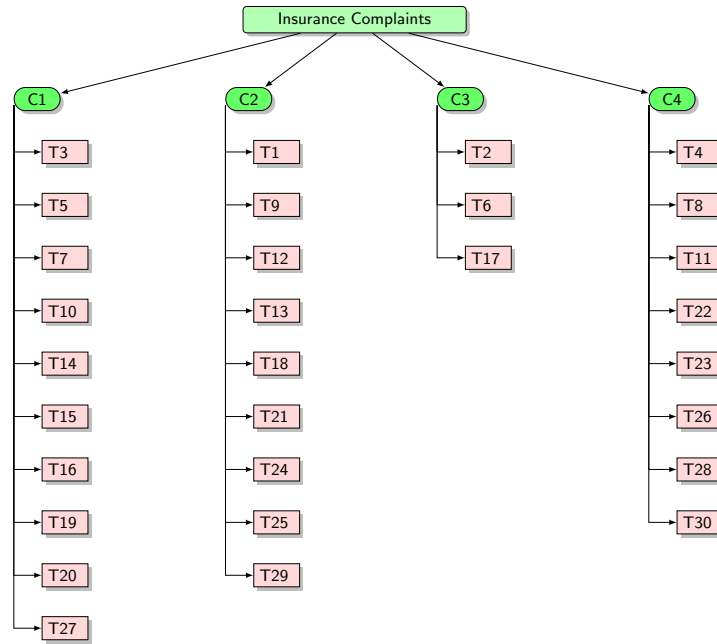 Insurance Complaints
C1
C2
C3
C4
T3
T1
T2
T4
T5
T9
T6
T8
T7
T12
T17
T11
T10
T13
T22
T14
T18
T23
T15
T21
T26
T16
T24
T28
T19
T25
T30
T20
T29
T27